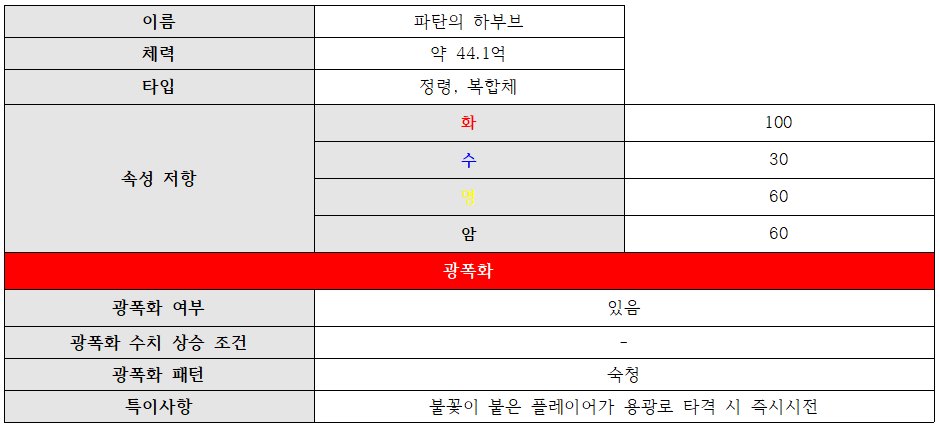 이름 파탄의 하부브
체력 약 44.1억
타입 정령, 복합체
속성 저항
화 100
수 30
명 60
암 60
광폭화
광폭화 여부 있음
광폭화 수치 상승 조건 -
광폭화 패턴 숙청
특이사항 불꽃이 붙은 플레이어가 용광로 타격 시 즉시시전